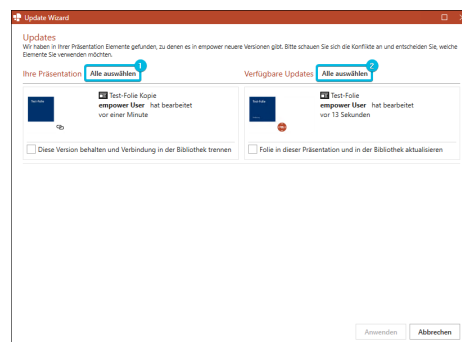 Update Wizard
Updates
Wir haben in Ihrer Präsentation Elemente gefunden, zu denen es in empower neuere Versionen gibt. Bitte schauen Sie sich die Konflikte an und entscheiden Sie, welche
Elemente Sie verwenden möchten.
1
2
Ihre Präsentation Alle auswählen
Verfügbare Updates Alle auswählen
Test-Folie Kopie
empower User hat bearbeitet
vor einer Minute
Diese Version behalten und Verbindung in der Bibliothek trennen
Test-Folie
empower User hat bearbeitet
vor 13 Sekunden
Folie in dieser Präsentation und in der Bibliothek aktualisieren
Anwenden Abbrechen